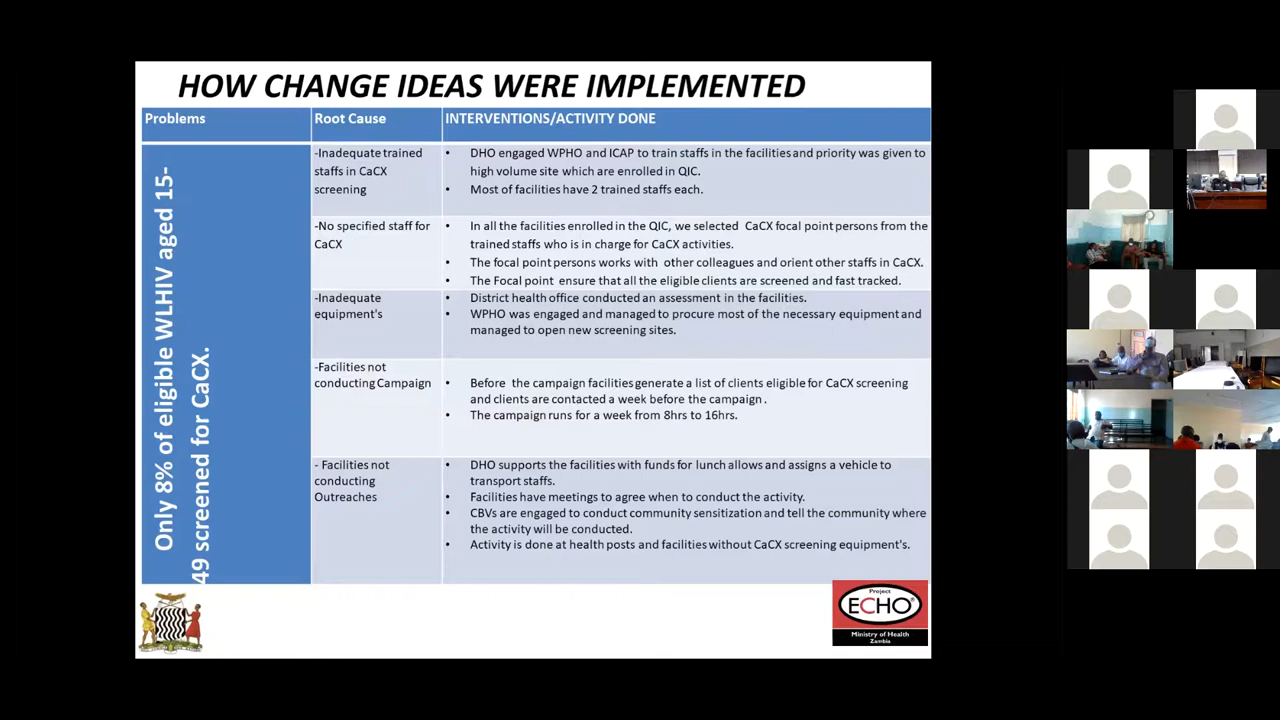 HOW CHANGE IDEAS WERE IMPLEMENTED
Problems
Root Cause
INTERVENTIONS/ACTIVITY DONE
Only 8% of eligible WLHIV aged 15-
49 screened for CaCX.
-Inadequate trained
staffs in CaCX
screening
• DHO engaged WPHO and ICAP to train staffs in the facilities and priority was given to
high volume site which are enrolled in QIC.
• Most of facilities have 2 trained staffs each.
-No specified staff for
CaCX
• In all the facilities enrolled in the QIC, we selected CaCX focal point persons from the
trained staffs who is in charge for CaCX activities.
• The focal point persons works with other colleagues and orient other staffs in CaCX.
• The Focal point ensure that all the eligible clients are screened and fast tracked.
-Inadequate
equipment's
• District health office conducted an assessment in the facilities.
• WPHO was engaged and managed to procure most of the necessary equipment and
managed to open new screening sites.
-Facilities not
conducting Campaign
• Before the campaign facilities generate a list of clients eligible for CaCX screening
and clients are contacted a week before the campaign .
• The campaign runs for a week from 8hrs to 16hrs.
- Facilities not
conducting
Outreaches
• DHO supports the facilities with funds for lunch allows and assigns a vehicle to
transport staffs.
• Facilities have meetings to agree when to conduct the activity.
• CBVs are engaged to conduct community sensitization and tell the community where
the activity will be conducted.
• Activity is done at health posts and facilities without CaCX screening equipment's.
Project
ECHO®
Ministry of Health
Zambia